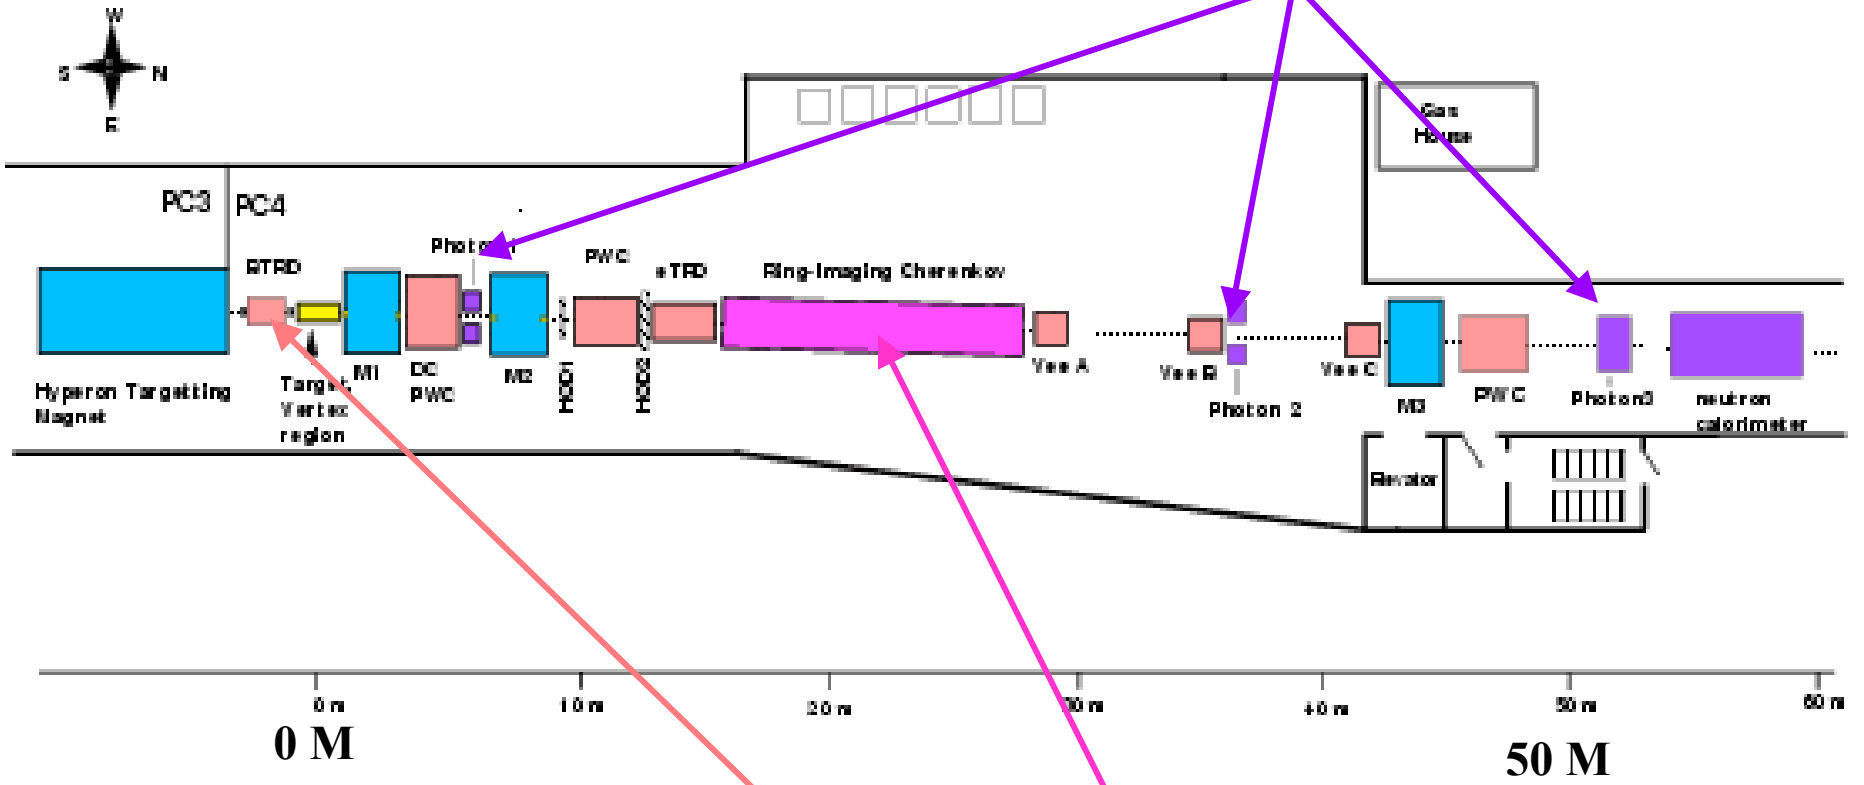 W
S N
E
Gas
House
PC3 PC4
BTRD
Photon 1
PWC
eTRD
Ring-Imaging Cherenkov
Hyperon Targetting
Magnet
Target
Vertex
region
M1
DC
PWC
M2
HOD1
HOD2
Vee A
Vee B
Photon 2
Vee C
M3
PWC
Photon3
neutron
calorimeter
Elevator
0 m 10 m 20 m 30 m 40 m 50 m 60 m
0 M
50 M